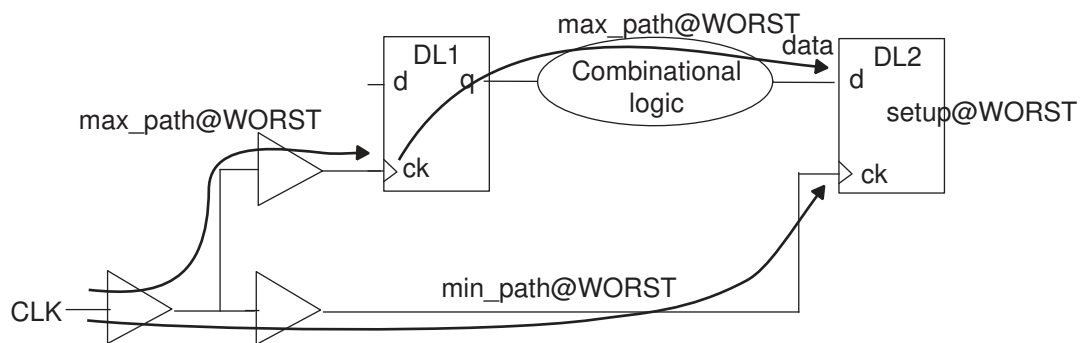 max_path@WORST
data
DL1
DL2
d
q
Combinational
logic
d
setup@WORST
max_path@WORST
ck
ck
min_path@WORST
CLK